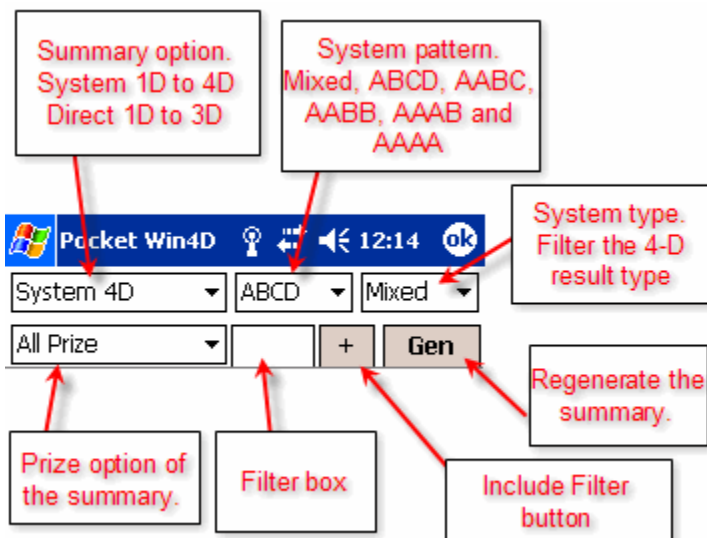 Summary option.
System 1D to 4D
Direct 1D to 3D
System pattern.
Mixed, ABCD, AABC,
AABB, AAAB and
AAAA
System type.
Filter the 4-D
result type
Pocket Win4D 12:14 ok
System 4D ABCD Mixed
All Prize + Gen
Regenerate the
summary.
Prize option of
the summary.
Filter box
Include Filter
button